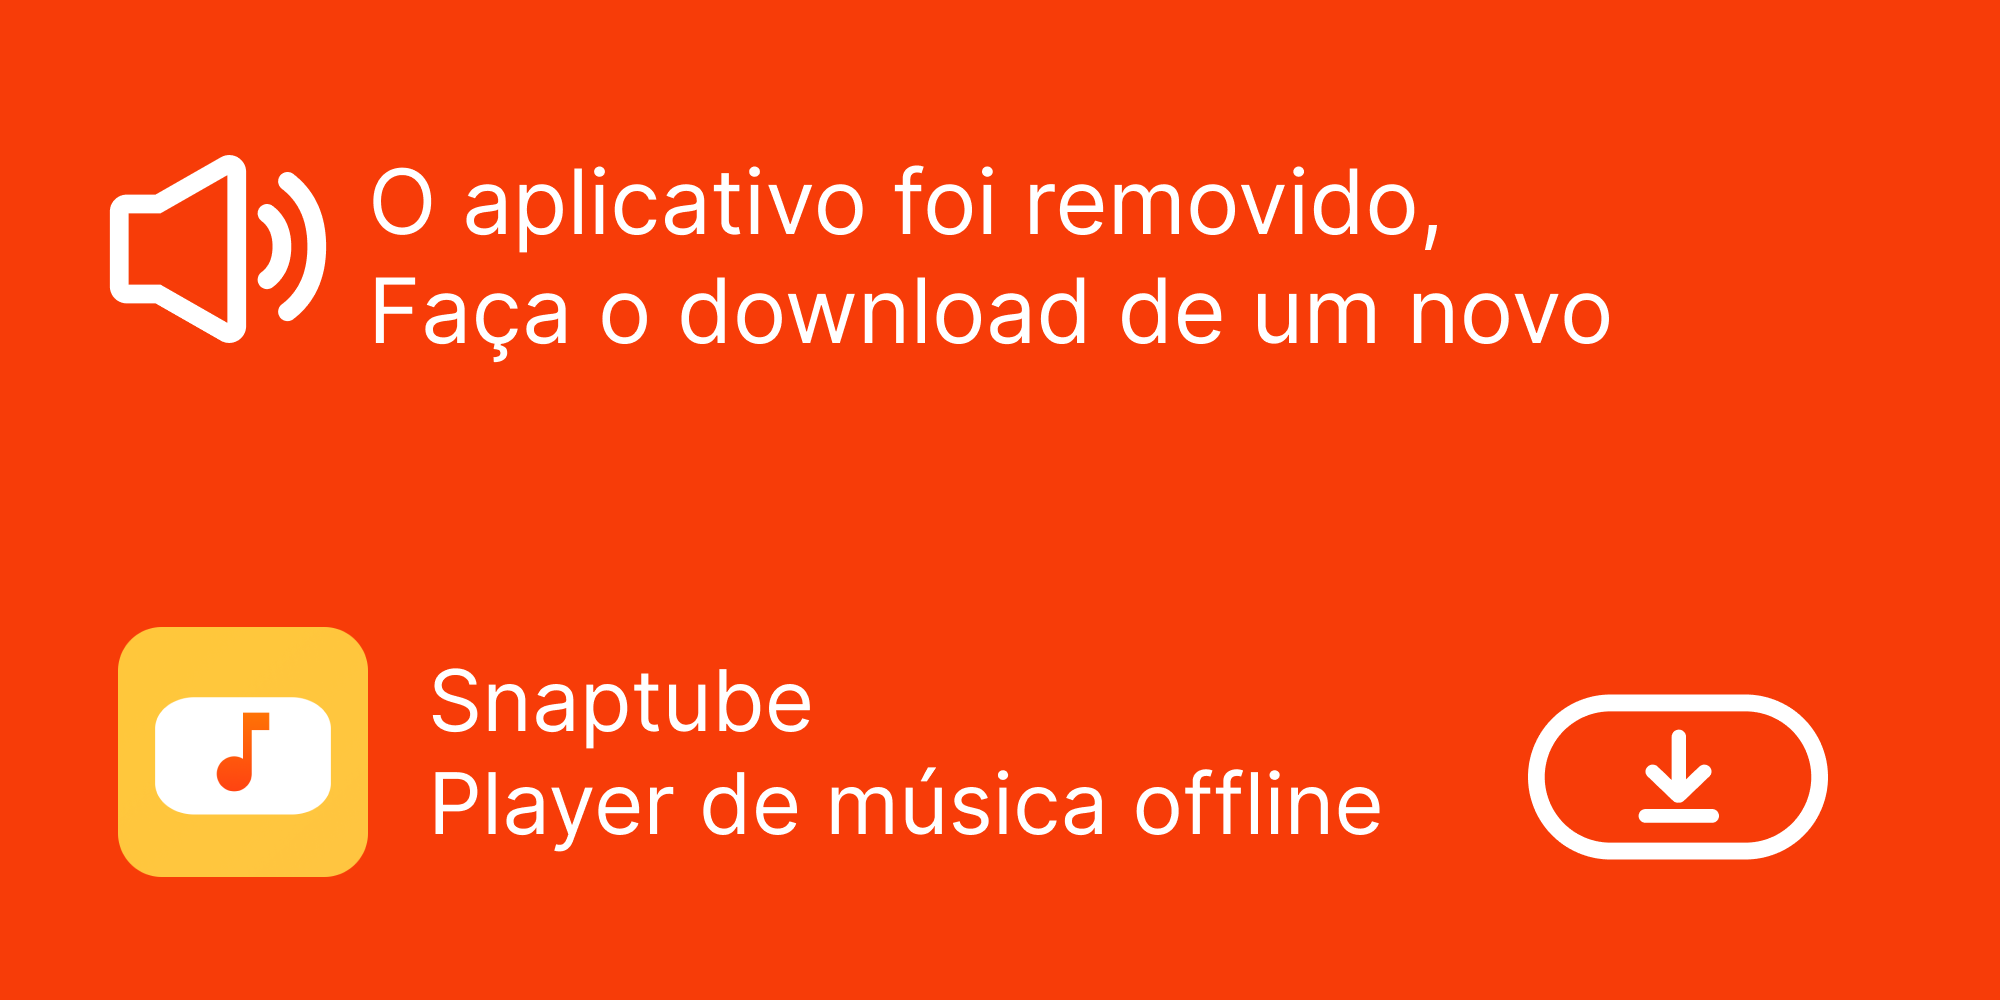 O aplicativo foi removido,
Faça o download de um novo
Snaptube
Player de música offline